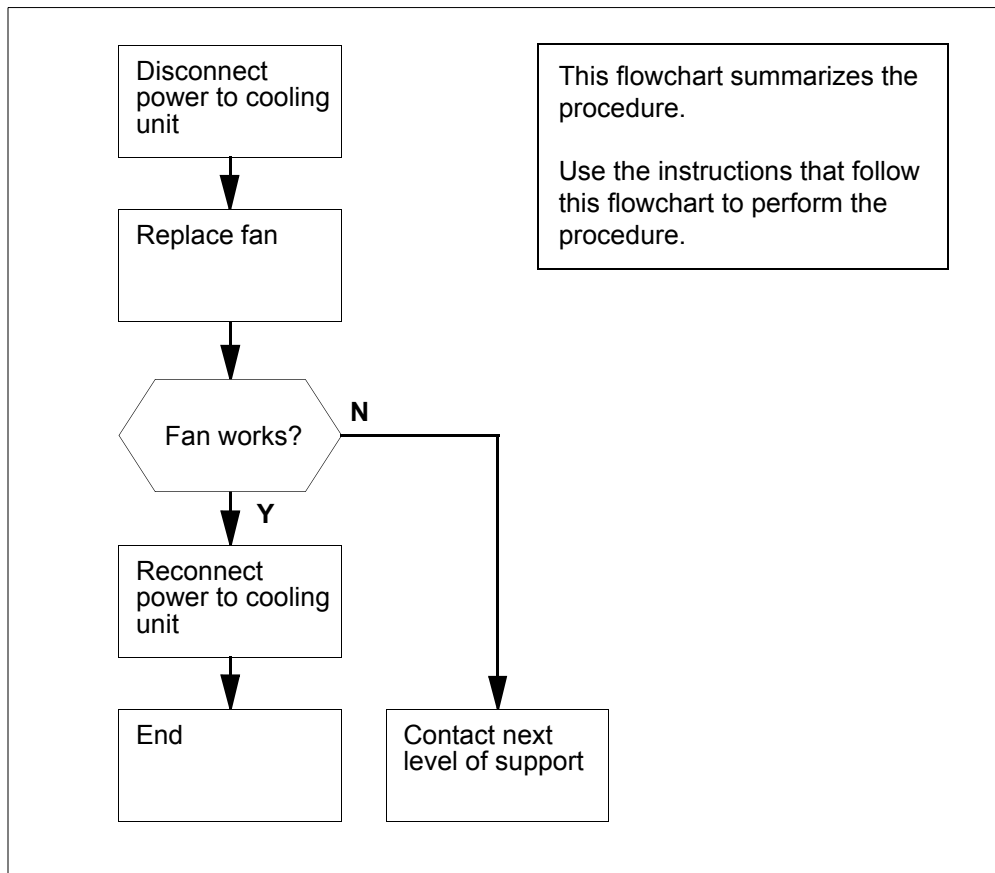 Disconnect
power to cooling
unit
This flowchart summarizes the
procedure.
Use the instructions that follow
this flowchart to perform the
procedure.
Replace fan
Fan works?
N
Y
Reconnect
power to cooling
unit
End
Contact next
level of support